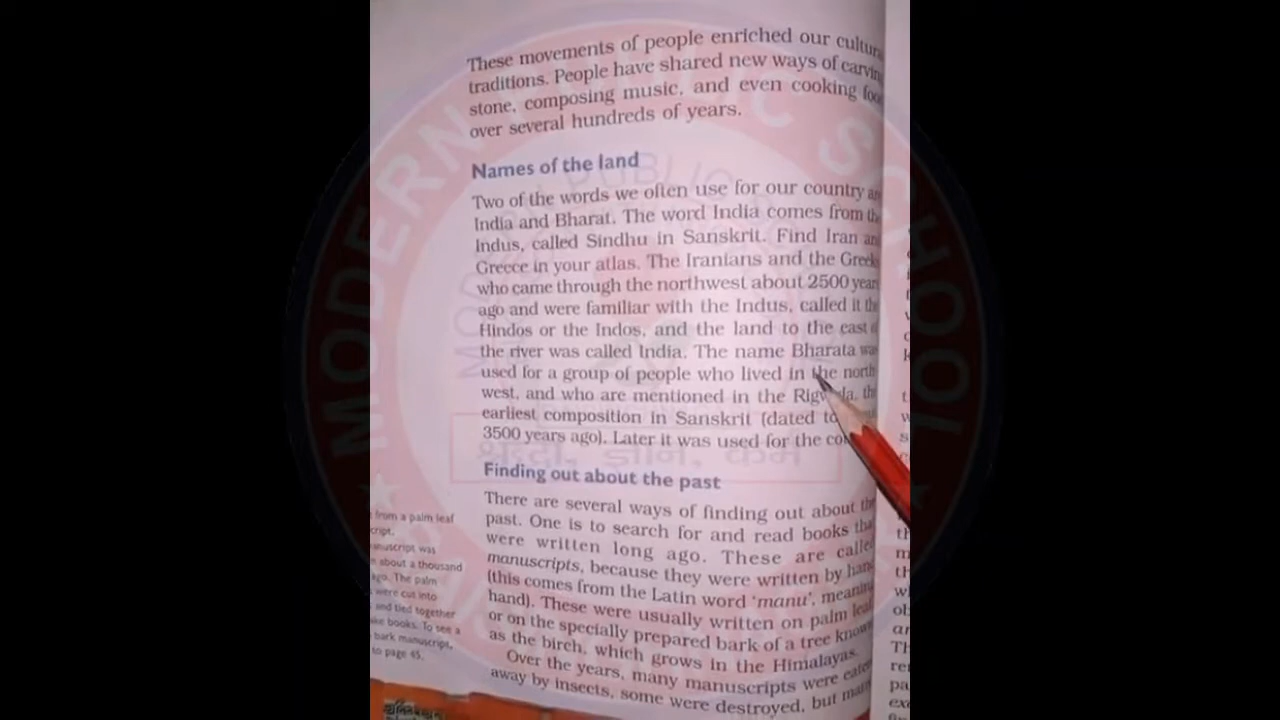 These movements of people enriched our
traditions. People have shared new ways of
stone, composing music, and even cooking
over several hundreds of years.
Names of the land
Two of the words we often use for our country
India and Bharat. The word India comes from
Indus, called Sindhu in Sanskrit. Find Iran
Greece in your atlas. The Iranians and the
who came through the northwest about 2500
ago and were familiar with the Indus, called it
Hindos or the Indos, and the land to the east
the river was called India. The name Bharata
used for a group of people who lived in the north
west, and who are mentioned in the
earliest composition in Sanskrit (dated to
3500 years ago). Later it was used for the
Finding out about the past
There are several ways of finding out about
past. One is to search for and read books
were written long ago. These are called
manuscripts, because they were written by
(this comes from the Latin word 'manu',
hand). These were usually written on palm
or on the specially prepared bark of a tree
as the birch, which grows in the Himalayas.
Over the years, many manuscripts were
away by insects, some were destroyed, but
from a palm leaf
was
about a thousand
ago. The palm
were cut into
and tied together
books. To see a
bark manuscript,
to page 45.
MODERN PUBLIC SCHOOL
श्रद्धा, ज्ञान, कर्म